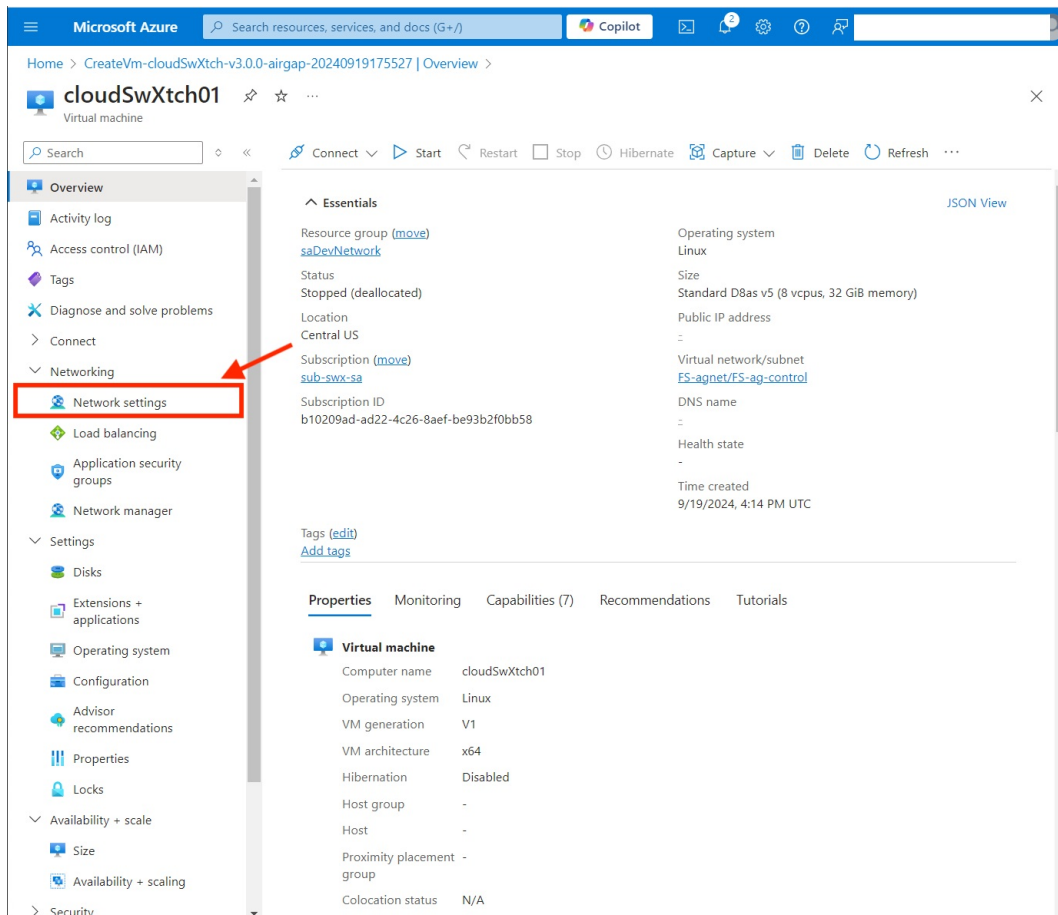 Microsoft Azure
Search resources, services, and docs (G+/)
Copilot
2
Home > CreateVm-cloudSwXtch-v3.0.0-airgap-20240919175527 | Overview >
cloudSwXtch01
Virtual machine
Search
Connect
Start
Restart
Stop
Hibernate
Capture
Delete
Refresh
Overview
Activity log
Access control (IAM)
Tags
Diagnose and solve problems
Connect
Networking
Network settings
Load balancing
Application security
groups
Network manager
Settings
Disks
Extensions +
applications
Operating system
Configuration
Advisor
recommendations
Properties
Locks
Availability + scale
Size
Availability + scaling
Security
Essentials
JSON View
Resource group (move)
saDevNetwork
Status
Stopped (deallocated)
Location
Central US
Subscription (move)
sub-swx-sa
Subscription ID
b10209ad-ad22-4c26-8aef-be93b2f0bb58
Operating system
Linux
Size
Standard D8as v5 (8 vcpus, 32 GiB memory)
Public IP address
-
Virtual network/subnet
FS-agnet/FS-ag-control
DNS name
-
Health state
-
Time created
9/19/2024, 4:14 PM UTC
Tags (edit)
Add tags
Properties Monitoring Capabilities (7) Recommendations Tutorials
Virtual machine
Computer name cloudSwXtch01
Operating system Linux
VM generation V1
VM architecture x64
Hibernation Disabled
Host group -
Host -
Proximity placement -
group
Colocation status N/A